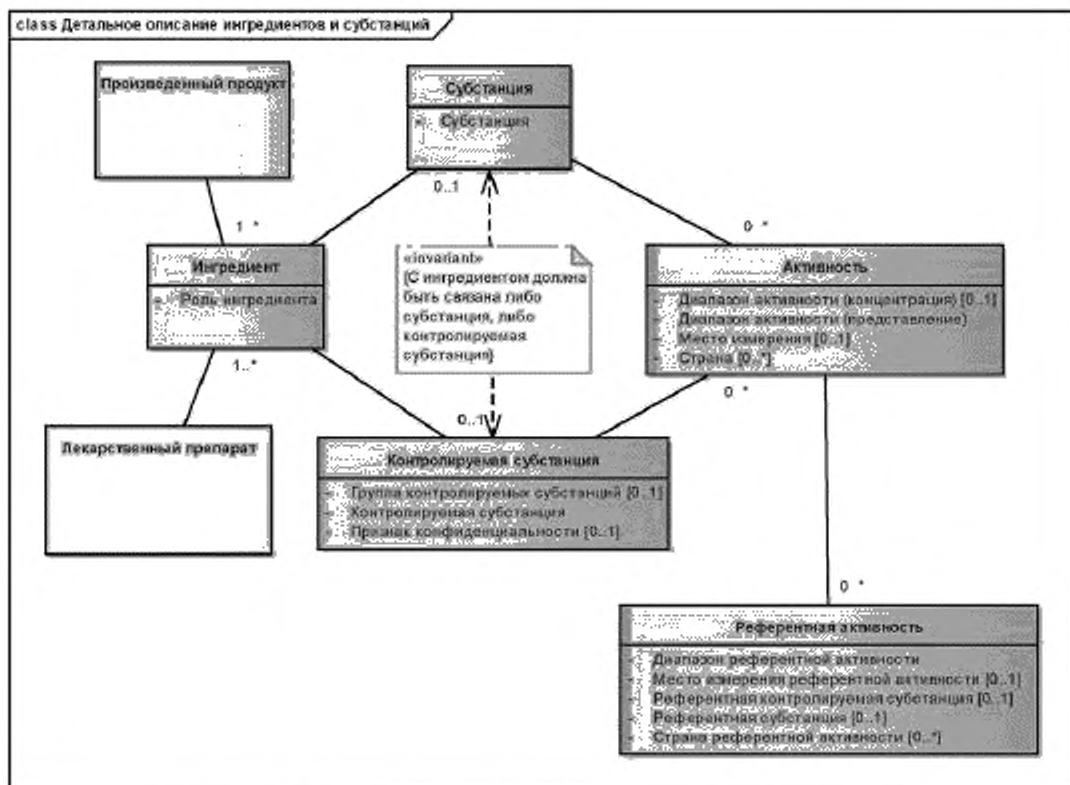 class Детальное описание ингредиентов и субстанций
Произведенный продукт
Субстанция
Субстанция
0..1
1 *
0 *
Ингредиент
Роль ингредиента
1..*
«invariant»
{С ингредиентом должна
быть связана либо
субстанция, либо
контролируемая
субстанция}
Активность
Диапазон активности (концентрация) [0..1]
Диапазон активности (представление)
Место измерения [0..1]
Страна [0..*]
0 *
0..1
Лекарственный препарат
Контролируемая субстанция
Группа контролируемых субстанций [0..1]
Контролируемая субстанция
Признак конфиденциальности [0..1]
0 *
Референтная активность
Диапазон референтной активности
Место измерения референтной активности [0..1]
Референтная контролируемая субстанция [0..1]
Референтная субстанция [0..1]
Страна референтной активности [0..*]